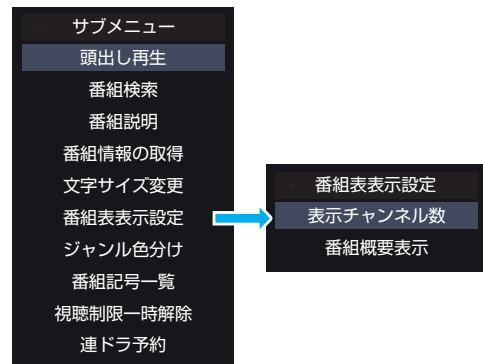 サブメニュー
頭出し再生
番組検索
番組説明
番組情報の取得
文字サイズ変更
番組表表示設定
ジャンル色分け
番組記号一覧
視聴制限一時解除
連ドラ予約
番組表表示設定
表示チャンネル数
番組概要表示